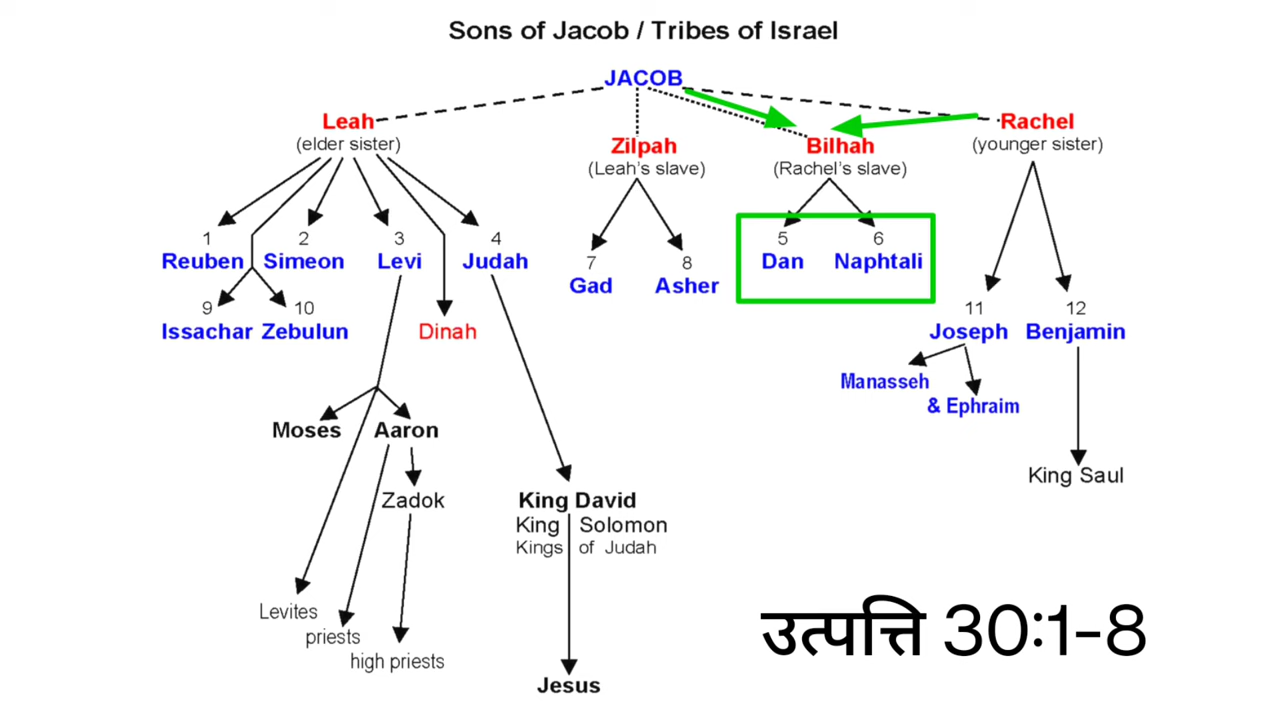 Sons of Jacob / Tribes of Israel
JACOB
Leah
(elder sister)
Zilpah
(Leah's slave)
Bilhah
(Rachel's slave)
Rachel
(younger sister)
1
Reuben
2
Simeon
3
Levi
4
Judah
7
Gad
8
Asher
5
Dan
6
Naphtali
9
Issachar
10
Zebulun
Dinah
11
Joseph
12
Benjamin
Manasseh
& Ephraim
Moses
Aaron
Zadok
King David
King Solomon
Kings of Judah
King Saul
Levites
priests
high priests
Jesus
उत्पत्ति 30:1-8